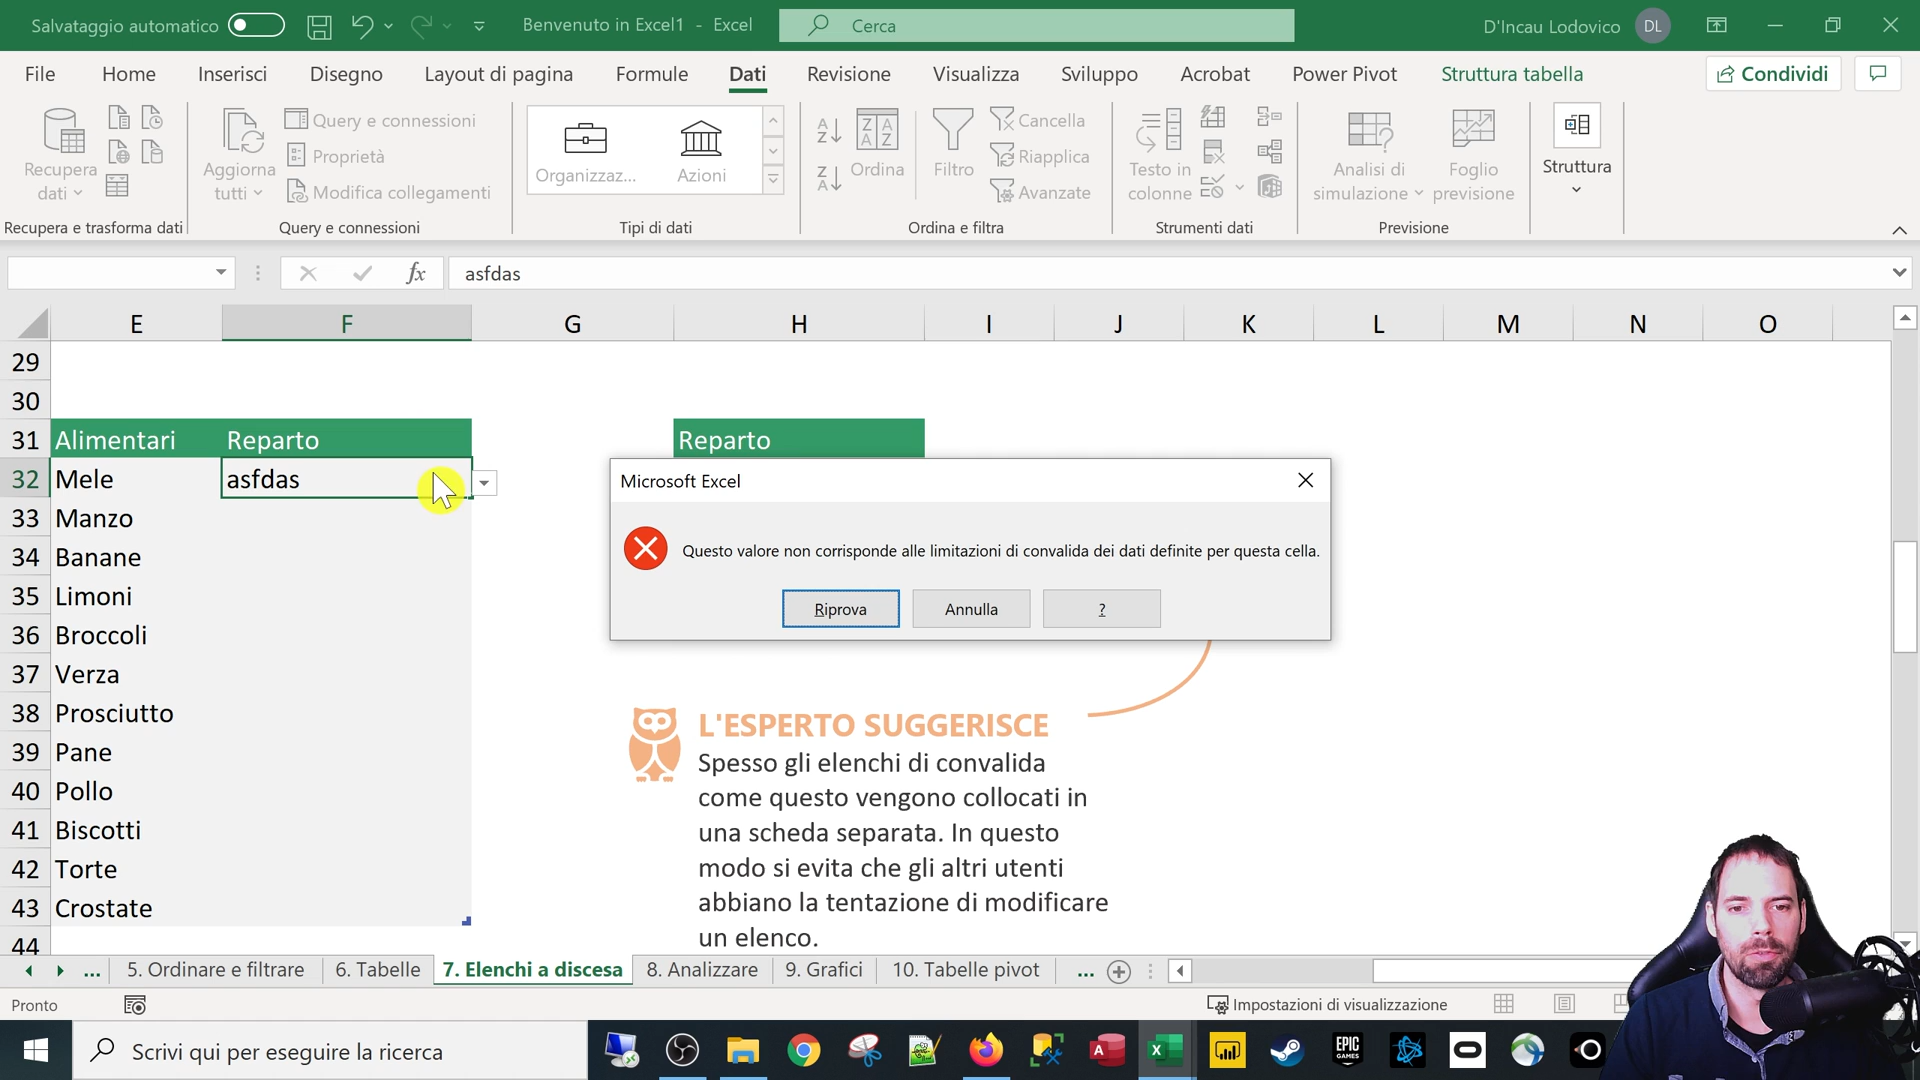 Salvataggio automatico
Benvenuto in Excel1 - Excel
Cerca
D'Incau Lodovico
DL
File Home Inserisci Disegno Layout di pagina Formule Dati Revisione Visualizza Sviluppo Acrobat Power Pivot Struttura tabella
Condividi
Recupera dati
Aggiorna tutti
Query e connessioni
Proprietà
Modifica collegamenti
Organizzaz...
Azioni
Ordina
Filtro
Cancella
Riapplica
Avanzate
Testo in colonne
Analisi di simulazione
Foglio previsione
Struttura
Recupera e trasforma dati
Query e connessioni
Tipi di dati
Ordina e filtra
Strumenti dati
Previsione
fx
asfdas
E F G H I J K L M N O
29
30
31 Alimentari Reparto Reparto
32 Mele asfdas
33 Manzo
34 Banane
35 Limoni
36 Broccoli
37 Verza
38 Prosciutto
39 Pane
40 Pollo
41 Biscotti
42 Torte
43 Crostate
44
Microsoft Excel
Questo valore non corrisponde alle limitazioni di convalida dei dati definite per questa cella.
Riprova
Annulla
?
L'ESPERTO SUGGERISCE
Spesso gli elenchi di convalida
come questo vengono collocati in
una scheda separata. In questo
modo si evita che gli altri utenti
abbiano la tentazione di modificare
un elenco.
... 5. Ordinare e filtrare 6. Tabelle 7. Elenchi a discesa 8. Analizzare 9. Grafici 10. Tabelle pivot ...
Pronto
Impostazioni di visualizzazione
Scrivi qui per eseguire la ricerca
EPIC
GAMES